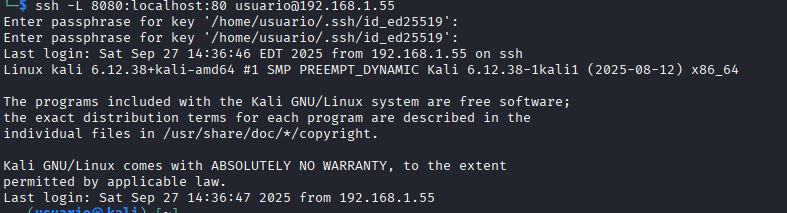 └─$ ssh -L 8080:localhost:80 usuario@192.168.1.55
Enter passphrase for key '/home/usuario/.ssh/id_ed25519':
Enter passphrase for key '/home/usuario/.ssh/id_ed25519':
Last login: Sat Sep 27 14:36:46 EDT 2025 from 192.168.1.55 on ssh
Linux kali 6.12.38+kali-amd64 #1 SMP PREEMPT_DYNAMIC Kali 6.12.38-1kali1 (2025-08-12) x86_64
The programs included with the Kali GNU/Linux system are free software;
the exact distribution terms for each program are described in the
individual files in /usr/share/doc/*/copyright.
Kali GNU/Linux comes with ABSOLUTELY NO WARRANTY, to the extent
permitted by applicable law.
Last login: Sat Sep 27 14:36:47 2025 from 192.168.1.55
(usuario㉿kali)-[~]